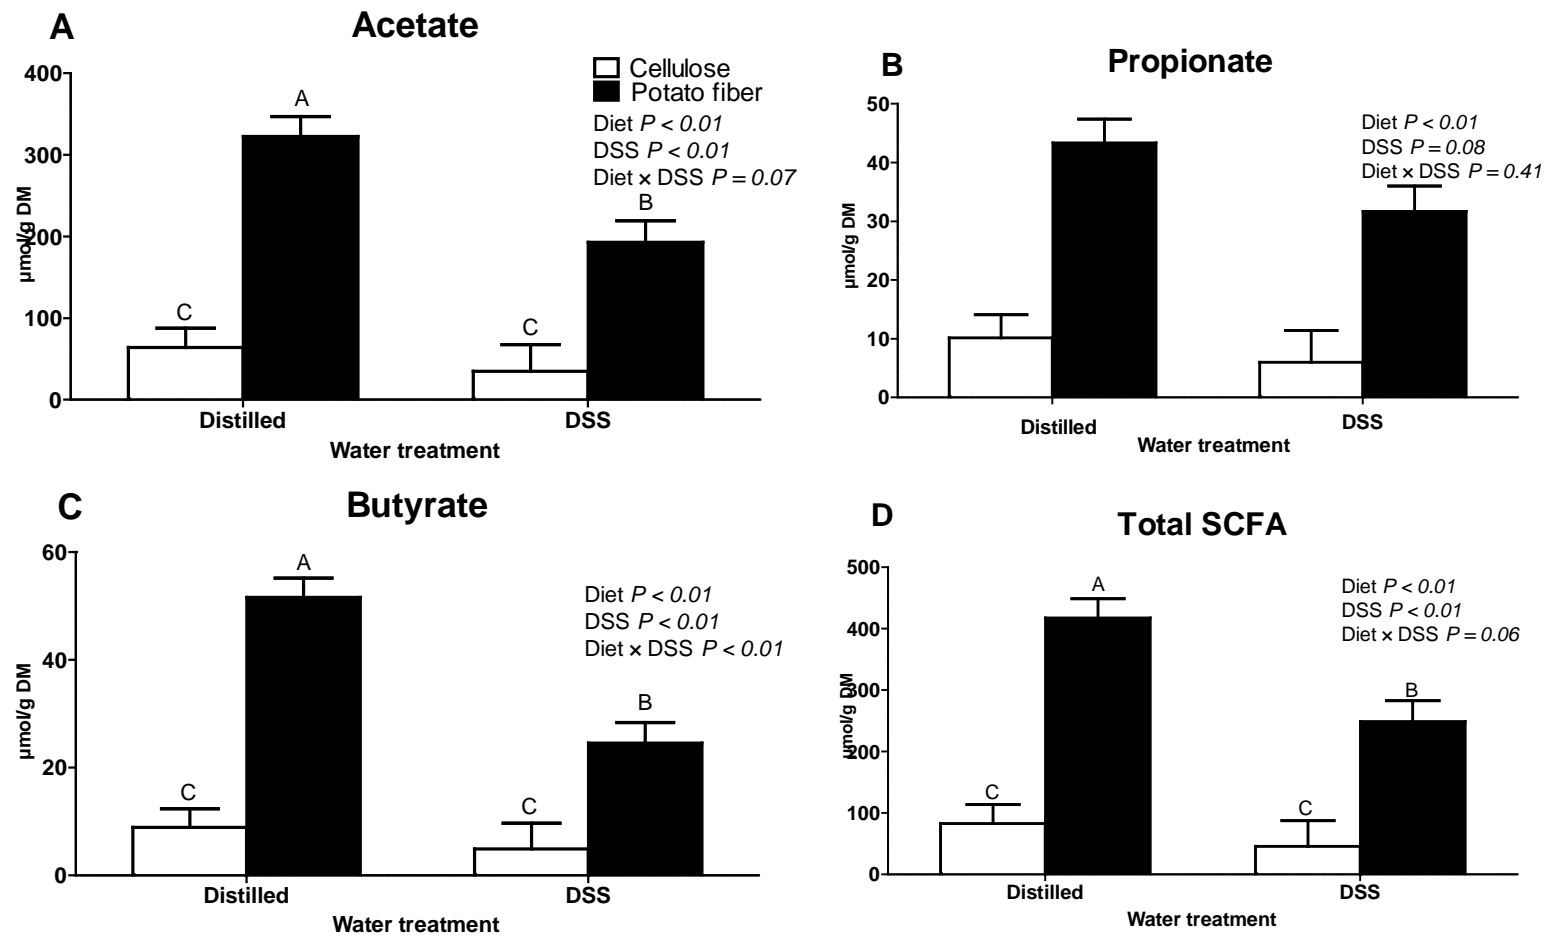 A
Acetate
400
300
200
100
0
µmol/g DM
Cellulose
Potato fiber
Diet P < 0.01
DSS P < 0.01
Diet × DSS P = 0.07
C
A
C
B
Distilled
DSS
Water treatment
B
Propionate
50
40
30
20
10
0
µmol/g DM
Diet P < 0.01
DSS P = 0.08
Diet × DSS P = 0.41
Distilled
DSS
Water treatment
C
Butyrate
60
40
20
0
µmol/g DM
Diet P < 0.01
DSS P < 0.01
Diet × DSS P < 0.01
C
A
C
B
Distilled
DSS
Water treatment
D
Total SCFA
500
400
300
200
100
0
µmol/g DM
Diet P < 0.01
DSS P < 0.01
Diet × DSS P = 0.06
C
A
C
B
Distilled
DSS
Water treatment